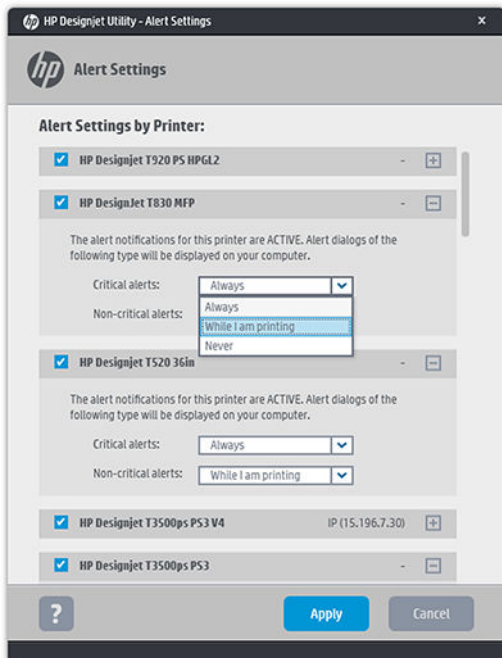 HP Designjet Utility - Alert Settings x
hp Alert Settings
Alert Settings by Printer:
HP Designjet T920 PS HPGL2 - +
HP DesignJet T830 MFP - -
The alert notifications for this printer are ACTIVE. Alert dialogs of the
following type will be displayed on your computer.
Critical alerts: Always
Always
Non-critical alerts:
While I am printing
Never
HP Designjet T520 36in - -
The alert notifications for this printer are ACTIVE. Alert dialogs of the
following type will be displayed on your computer.
Critical alerts: Always
Non-critical alerts: While I am printing
HP Designjet T3500ps PS3 V4 IP (15.196.7.30) +
HP Designjet T3500ps PS3 - -
? Apply Cancel